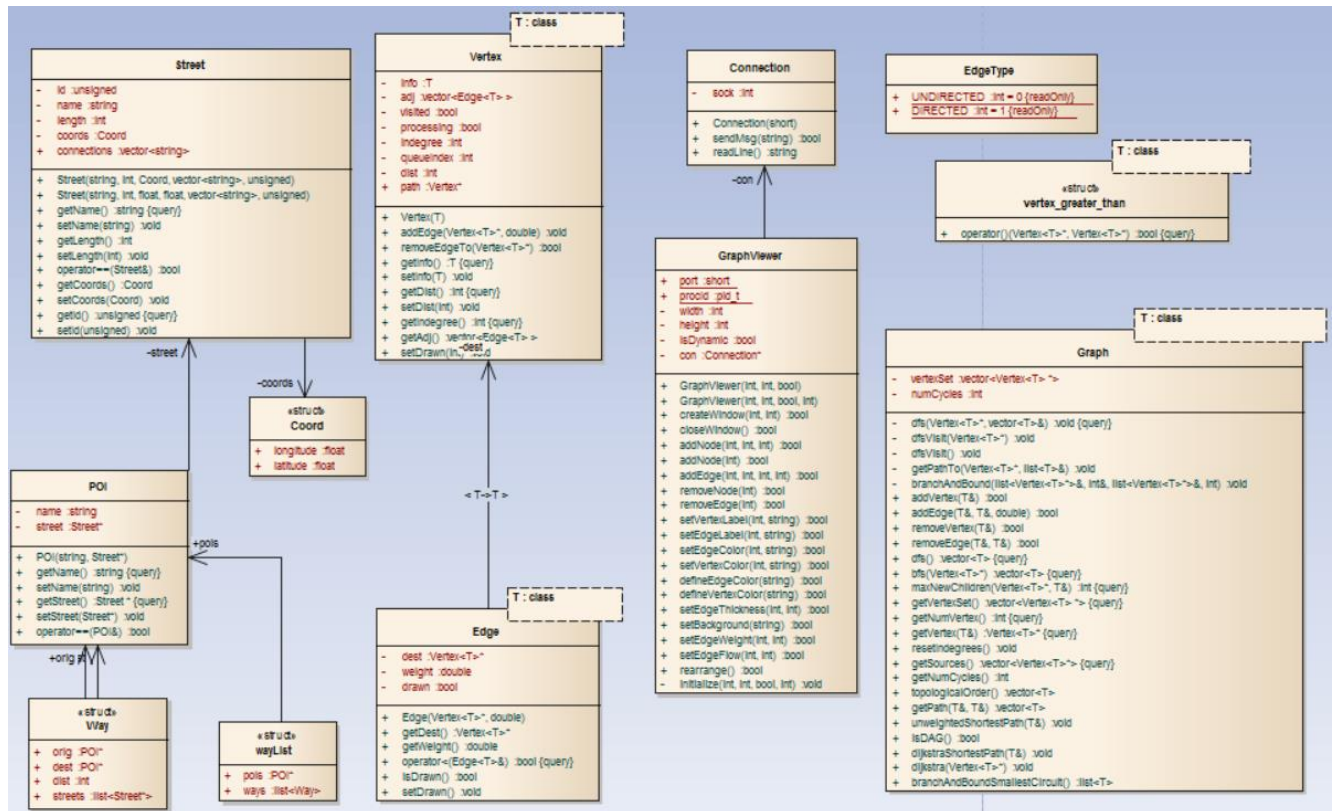 Street
- id :unsigned
- name :string
- length :int
- coords :Coord
+ connections :vector<string>
+ Street(string, int, Coord, vector<string>, unsigned)
+ Street(string, int, float, float, vector<string>, unsigned)
+ getName() :string {query}
+ setName(string) :void
+ getLength() :int
+ setLength(int) :void
+ operator==(Street&) :bool
+ getCoords() :Coord
+ setCoords(Coord) :void
+ getId() :unsigned {query}
+ setId(unsigned) :void
-street
-coords
«struct»
Coord
+ longitude :float
+ latitude :float
POI
- name :string
- street :Street*
+ POI(string, Street*)
+ getName() :string {query}
+ setName(string) :void
+ getStreet() :Street * {query}
+ setStreet(Street*) :void
+ operator==(POI&) :bool
+pois
+orig
«struct»
Way
+ orig :POI*
+ dest :POI*
+ dist :int
+ streets :list<Street*>
«struct»
wayList
+ pois :POI*
+ ways :list<Way>
T : class
Vertex
- info :T
- adj :vector<Edge<T> >
- visited :bool
- processing :bool
- indegree :int
- queueIndex :int
- dist :int
+ path :Vertex*
+ Vertex(T)
+ addEdge(Vertex<T>*, double) :void
+ removeEdgeTo(Vertex<T>*) :bool
+ getInfo() :T {query}
+ setInfo(T) :void
+ getDist() :int {query}
+ setDist(int) :void
+ getIndegree() :int {query}
+ getAdj() :vector<Edge<T> >
+ setDrawn(int) :void
-dest
< T->T >
T : class
Edge
- dest :Vertex<T>*
- weight :double
- drawn :bool
+ Edge(Vertex<T>*, double)
+ getDest() :Vertex<T>*
+ getWeight() :double
+ operator<(Edge<T>&) :bool {query}
+ isDrawn() :bool
+ setDrawn() :void
Connection
- sock :int
+ Connection(short)
+ sendMsg(string) :bool
+ readLine() :string
-con
GraphViewer
+ port :short
+ procId :pid_t
- width :int
- height :int
- isDynamic :bool
- con :Connection*
+ GraphViewer(int, int, bool)
+ GraphViewer(int, int, bool, int)
+ createWindow(int, int) :bool
+ closeWindow() :bool
+ addNode(int, int, int) :bool
+ addNode(int) :bool
+ addEdge(int, int, int, int) :bool
+ removeNode(int) :bool
+ removeEdge(int) :bool
+ setVertexLabel(int, string) :bool
+ setEdgeLabel(int, string) :bool
+ setEdgeColor(int, string) :bool
+ setVertexColor(int, string) :bool
+ defineEdgeColor(string) :bool
+ defineVertexColor(string) :bool
+ setEdgeThickness(int, int) :bool
+ setBackground(string) :bool
+ setEdgeWeight(int, int) :bool
+ setEdgeFlow(int, int) :bool
+ rearrange() :bool
- initialize(int, int, bool, int) :void
EdgeType
+ UNDIRECTED :int = 0 {readOnly}
+ DIRECTED :int = 1 {readOnly}
T : class
«struct»
vertex_greater_than
+ operator()(Vertex<T>*, Vertex<T>*) :bool {query}
T : class
Graph
- vertexSet :vector<Vertex<T> *>
- numCycles :int
- dfs(Vertex<T>*, vector<T>&) :void {query}
- dfsVisit(Vertex<T>*) :void
- dfsVisit() :void
- getPathTo(Vertex<T>*, list<T>&) :void
- branchAndBound(list<Vertex<T>*>&, int&, list<Vertex<T>*>&, int) :void
+ addVertex(T&) :bool
+ addEdge(T&, T&, double) :bool
+ removeVertex(T&) :bool
+ removeEdge(T&, T&) :bool
+ dfs() :vector<T> {query}
+ bfs(Vertex<T>*) :vector<T> {query}
+ maxNewChildren(Vertex<T>*, T&) :int {query}
+ getVertexSet() :vector<Vertex<T> *> {query}
+ getNumVertex() :int {query}
+ getVertex(T&) :Vertex<T>* {query}
+ resetIndegrees() :void
+ getSources() :vector<Vertex<T>*> {query}
+ getNumCycles() :int
+ topologicalOrder() :vector<T>
+ getPath(T&, T&) :vector<T>
+ unweightedShortestPath(T&) :void
+ isDAG() :bool
+ dijkstraShortestPath(T&) :void
+ dijkstra(Vertex<T>*) :void
+ branchAndBoundSmallestCircuit() :list<T>